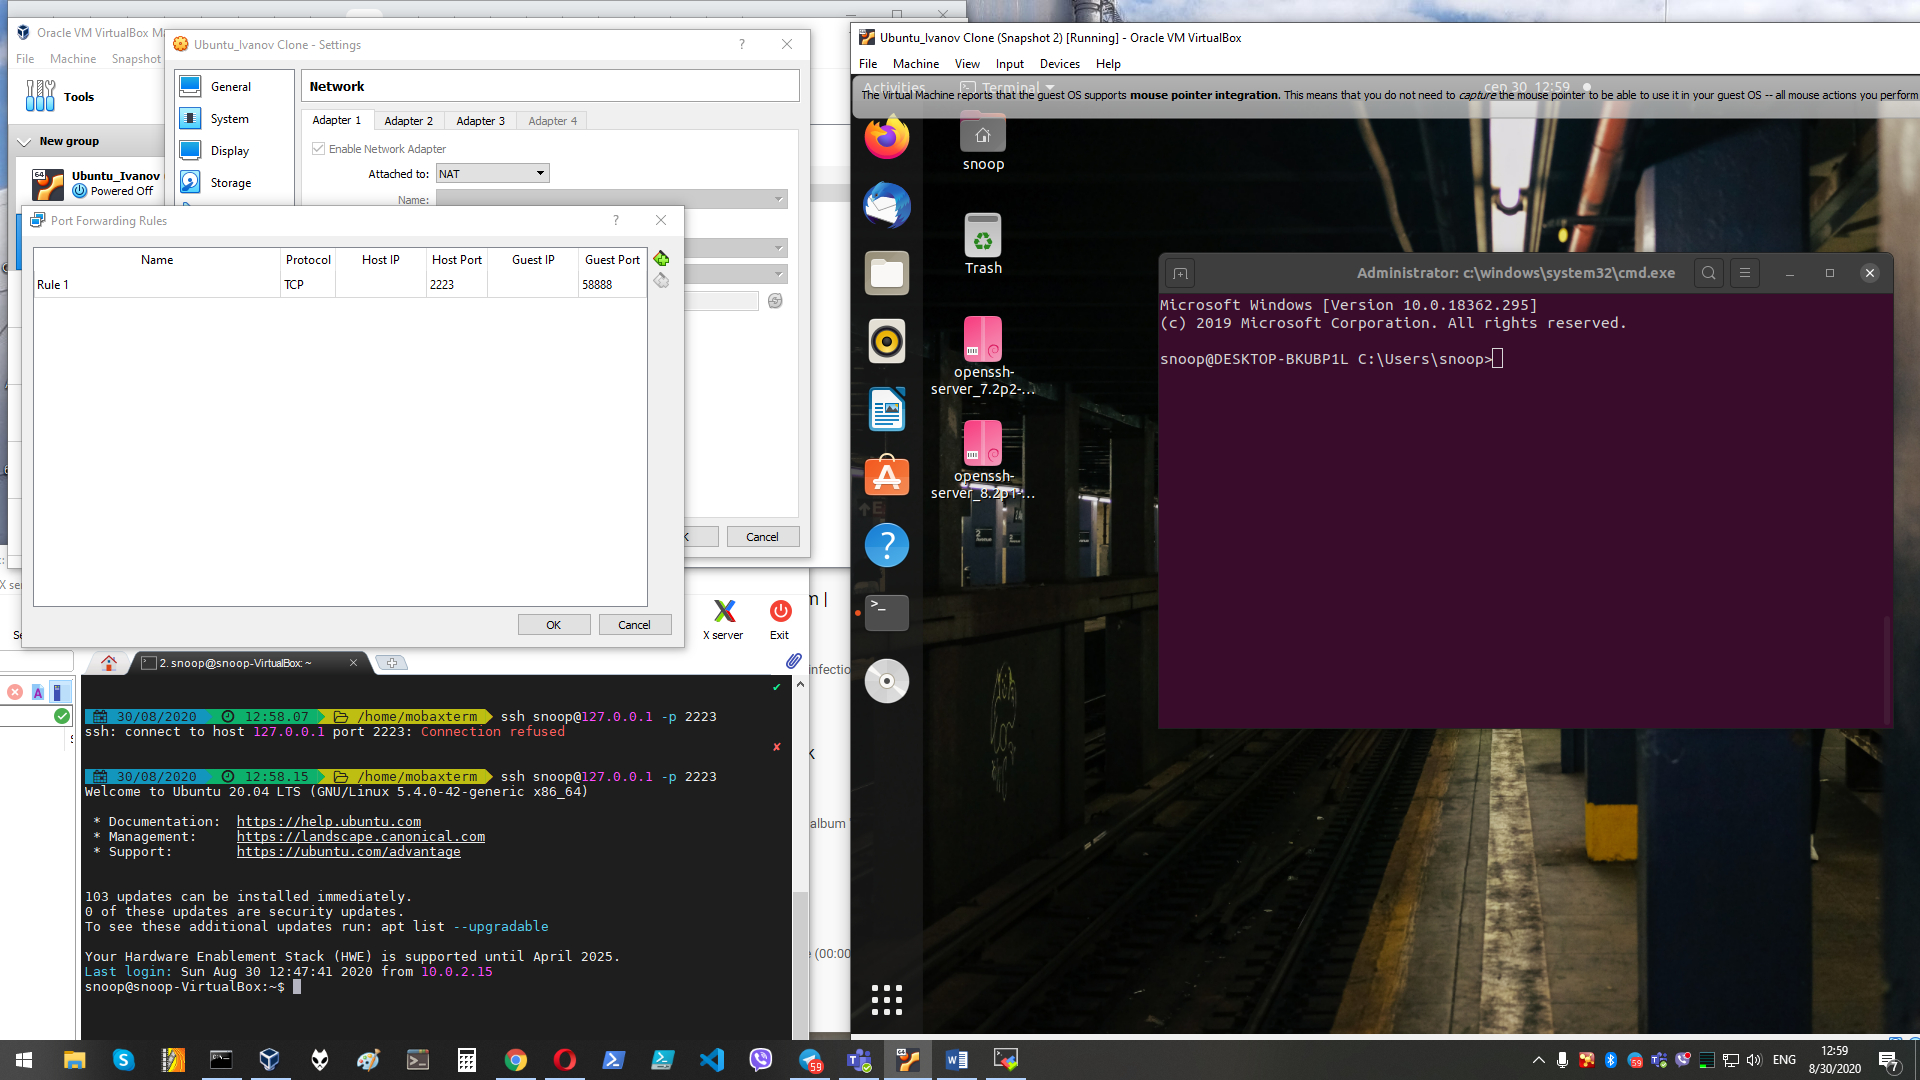 Oracle VM VirtualBox Ma
File Machine Snapshot
Tools
New group
Ubuntu_Ivanov
Powered Off
64
Ubuntu_Ivanov Clone - Settings
?
General
System
Display
Storage
Network
Adapter 1 Adapter 2 Adapter 3 Adapter 4
Enable Network Adapter
Attached to: NAT
Name:
Cancel
Port Forwarding Rules
?
Name Protocol Host IP Host Port Guest IP Guest Port
Rule 1 TCP 2223 58888
OK Cancel
X server Exit
2. snoop@snoop-VirtualBox: ~
30/08/2020 12:58.07 /home/mobaxterm ssh snoop@127.0.0.1 -p 2223
ssh: connect to host 127.0.0.1 port 2223: Connection refused
30/08/2020 12:58.15 /home/mobaxterm ssh snoop@127.0.0.1 -p 2223
Welcome to Ubuntu 20.04 LTS (GNU/Linux 5.4.0-42-generic x86_64)
* Documentation: https://help.ubuntu.com
* Management: https://landscape.canonical.com
* Support: https://ubuntu.com/advantage
103 updates can be installed immediately.
0 of these updates are security updates.
To see these additional updates run: apt list --upgradable
Your Hardware Enablement Stack (HWE) is supported until April 2025.
Last login: Sun Aug 30 12:47:41 2020 from 10.0.2.15
snoop@snoop-VirtualBox:~$
infection
album
(00:00
Ubuntu_Ivanov Clone (Snapshot 2) [Running] - Oracle VM VirtualBox
File Machine View Input Devices Help
Activities Terminal сен 30 12:59
The Virtual Machine reports that the guest OS supports mouse pointer integration. This means that you do not need to capture the mouse pointer to be able to use it in your guest OS -- all mouse actions you perform
snoop
Trash
openssh-
server_7.2p2-...
openssh-
server_8.2p1-...
Administrator: c:\windows\system32\cmd.exe
Microsoft Windows [Version 10.0.18362.295]
(c) 2019 Microsoft Corporation. All rights reserved.
snoop@DESKTOP-BKUBP1L C:\Users\snoop>
59
59
ENG
12:59
8/30/2020
7